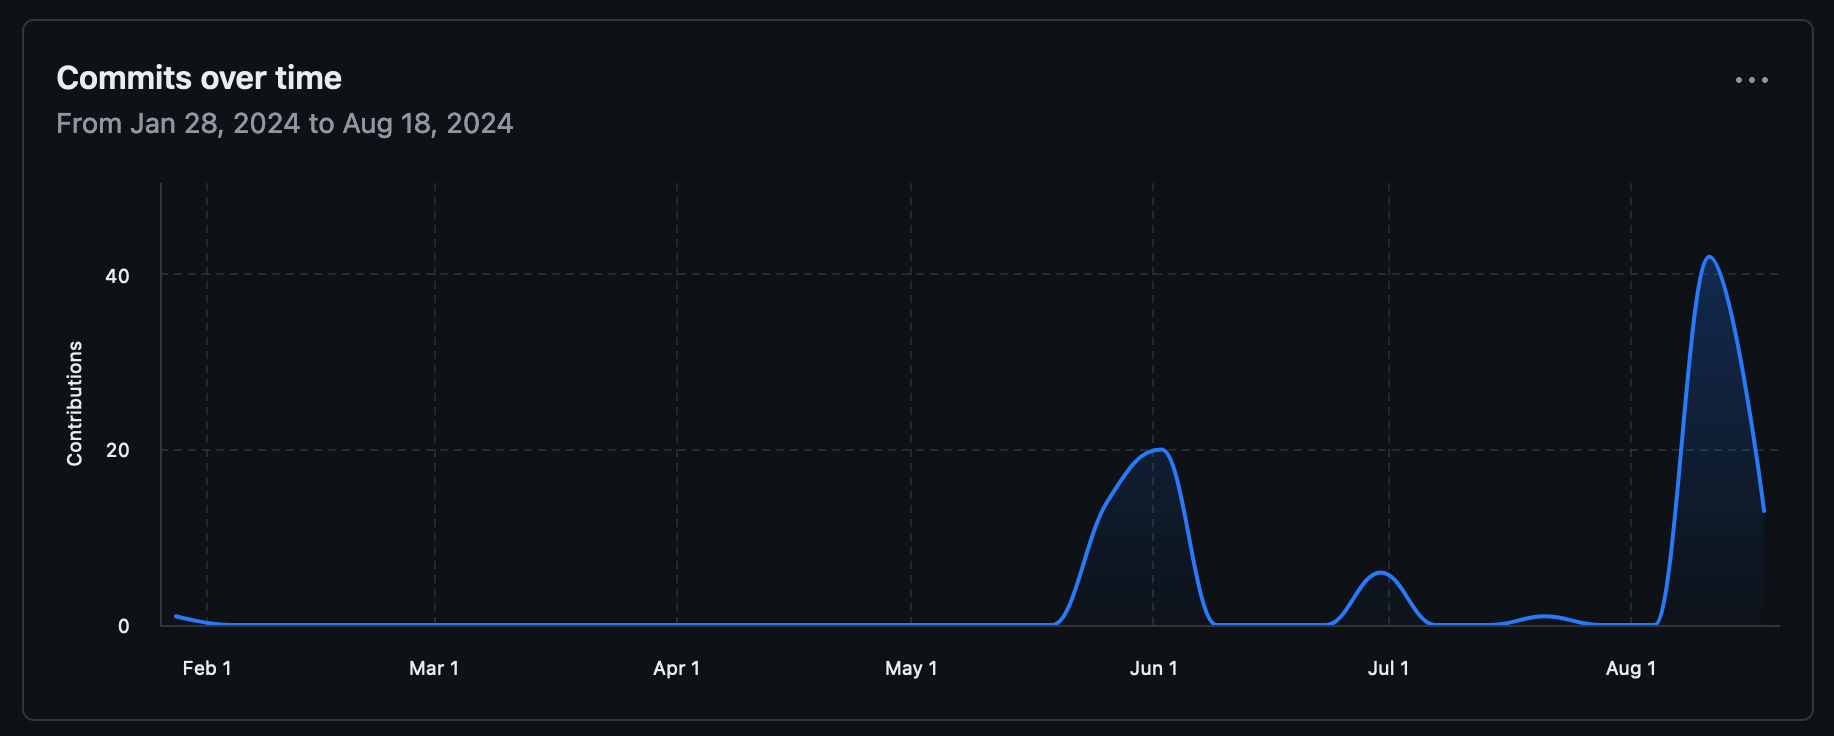 Commits over time
From Jan 28, 2024 to Aug 18, 2024
Contributions
40
20
0
Feb 1
Mar 1
Apr 1
May 1
Jun 1
Jul 1
Aug 1